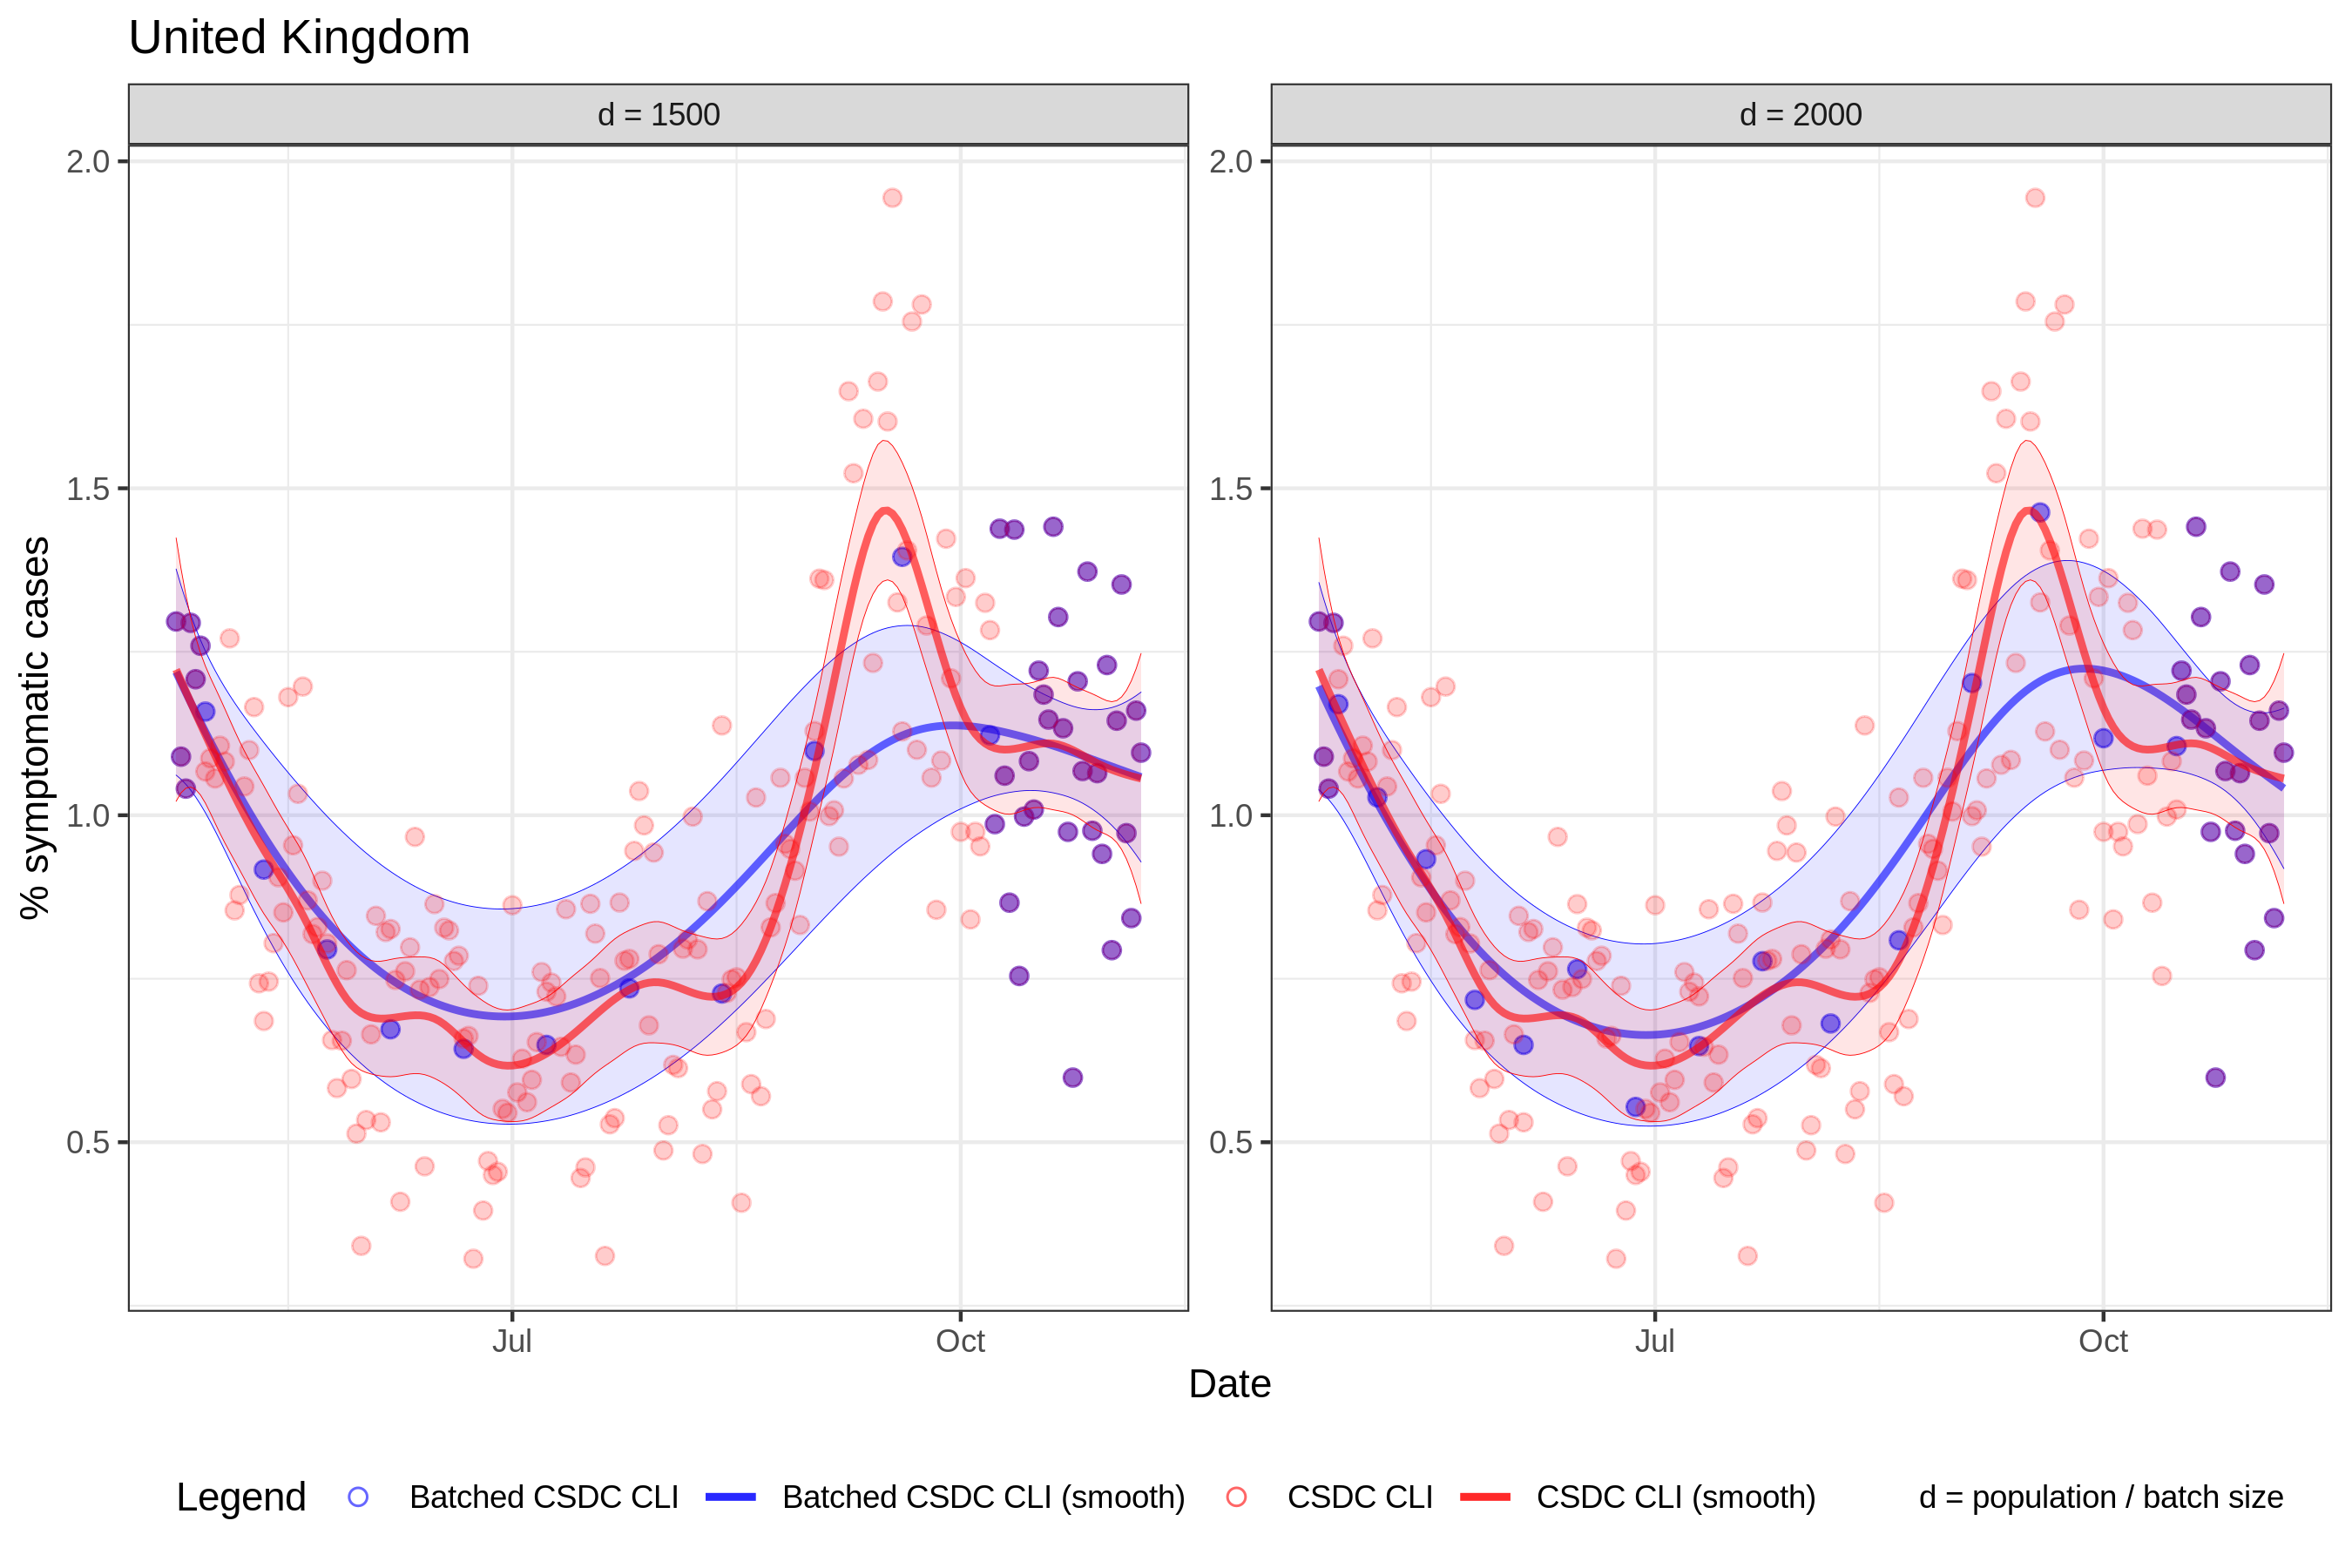 United Kingdom
d = 1500
d = 2000
% symptomatic cases
2.0
1.5
1.0
0.5
2.0
1.5
1.0
0.5
Jul
Oct
Jul
Oct
Date
Legend Batched CSDC CLI Batched CSDC CLI (smooth) CSDC CLI CSDC CLI (smooth) d = population / batch size